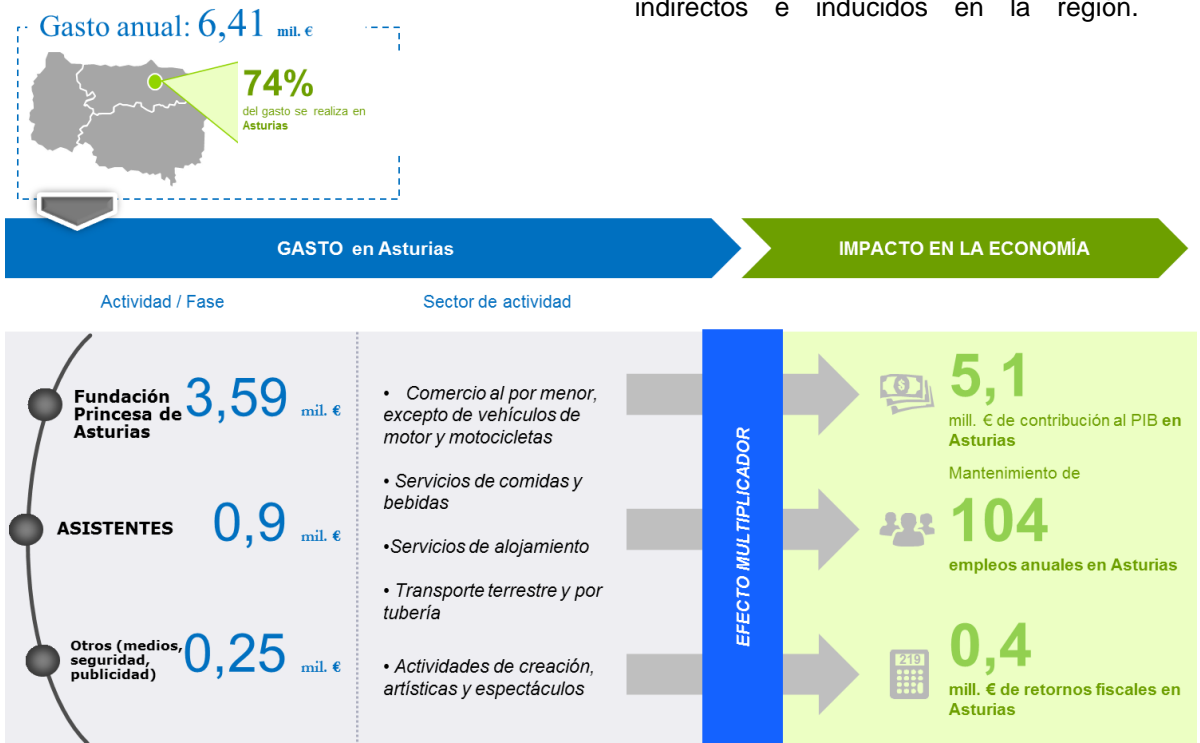 indirectos e inducidos en la región.
Gasto anual: 6,41 mil. €
74%
del gasto se realiza en
Asturias
GASTO en Asturias
IMPACTO EN LA ECONOMÍA
Actividad / Fase
Sector de actividad
Fundación
Princesa de
Asturias
3,59 mil. €
ASISTENTES
0,9 mil. €
Otros (medios,
seguridad,
publicidad)
0,25 mil. €
• Comercio al por menor,
excepto de vehículos de
motor y motocicletas
• Servicios de comidas y
bebidas
•Servicios de alojamiento
• Transporte terrestre y por
tubería
• Actividades de creación,
artísticas y espectáculos
EFECTO MULTIPLICADOR
5,1
mill. € de contribución al PIB en
Asturias
Mantenimiento de
104
empleos anuales en Asturias
219
0,4
mill. € de retornos fiscales en
Asturias